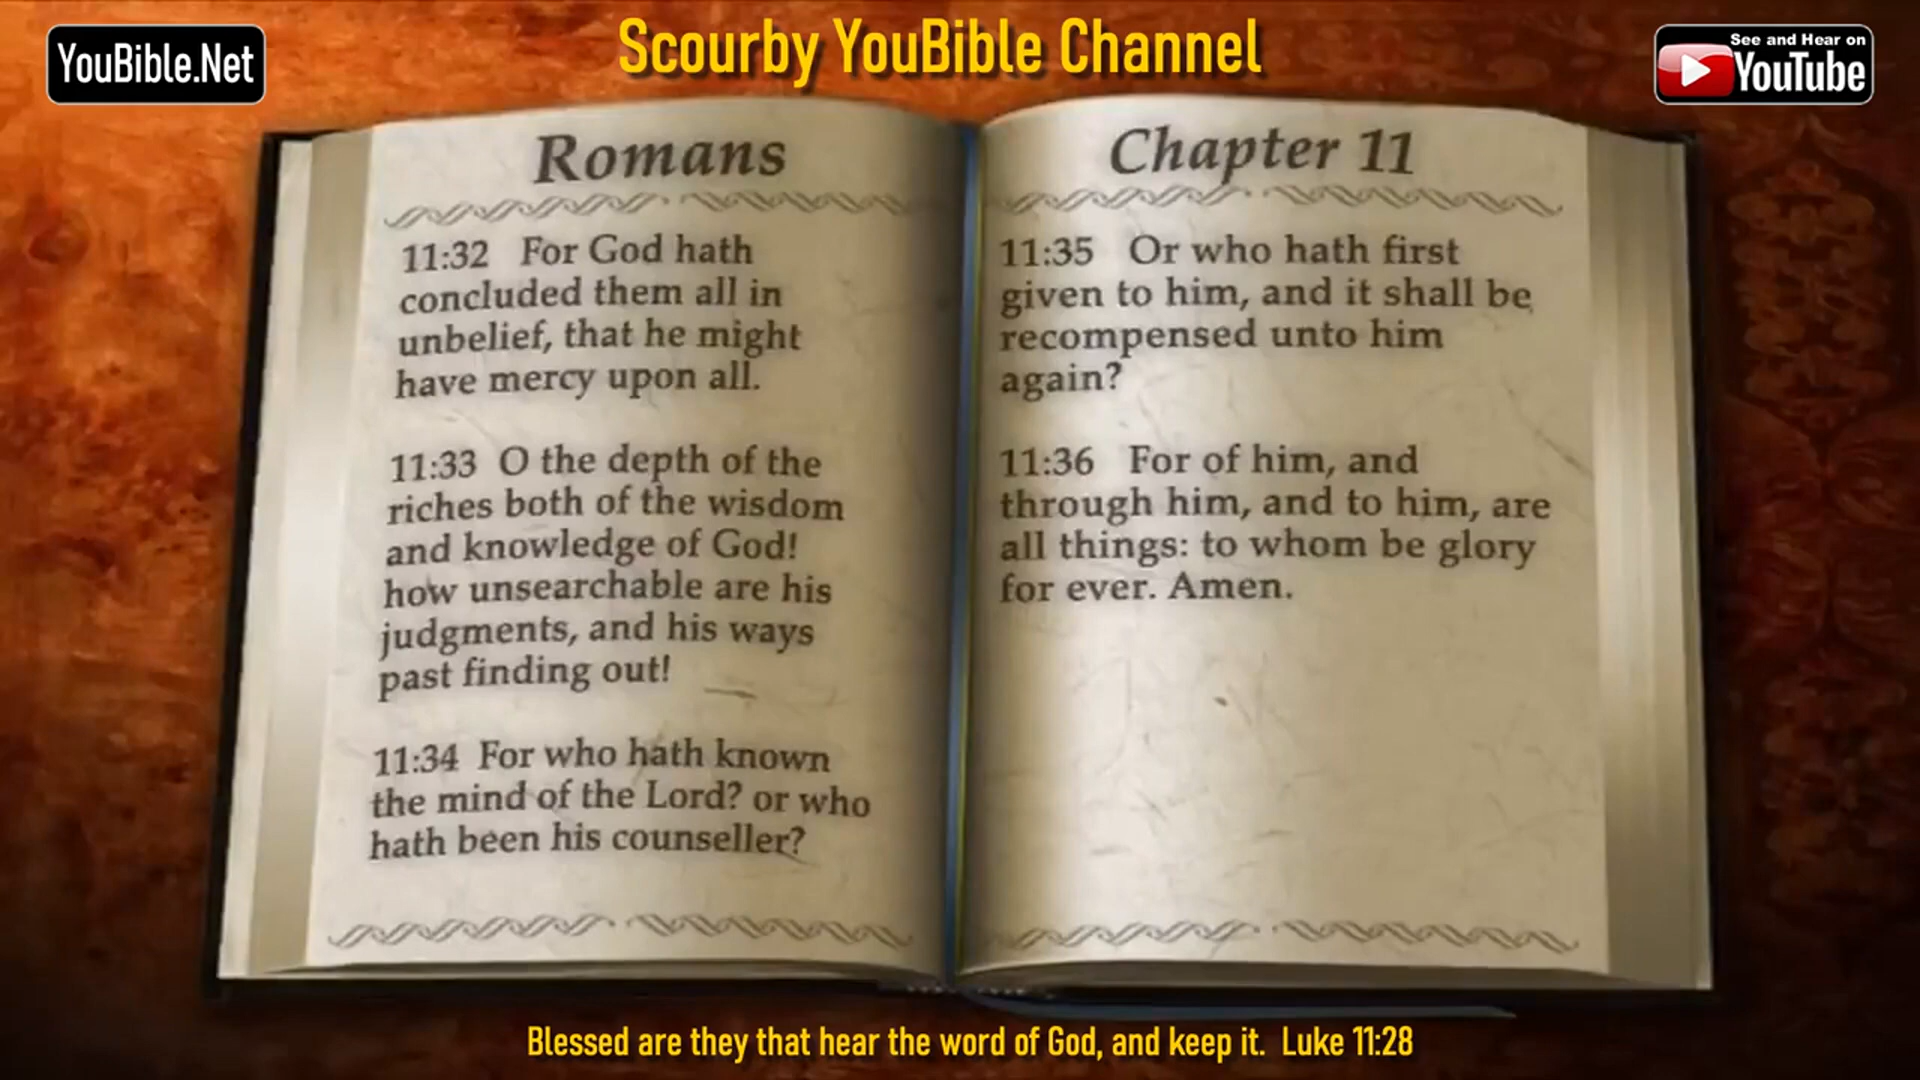 YouBible.Net
Scourby YouBible Channel
See and Hear on
YouTube
Romans
11:32 For God hath
concluded them all in
unbelief, that he might
have mercy upon all.
11:33 O the depth of the
riches both of the wisdom
and knowledge of God!
how unsearchable are his
judgments, and his ways
past finding out!
11:34 For who hath known
the mind of the Lord? or who
hath been his counseller?
Chapter 11
11:35 Or who hath first
given to him, and it shall be
recompensed unto him
again?
11:36 For of him, and
through him, and to him, are
all things: to whom be glory
for ever. Amen.
Blessed are they that hear the word of God, and keep it. Luke 11:28